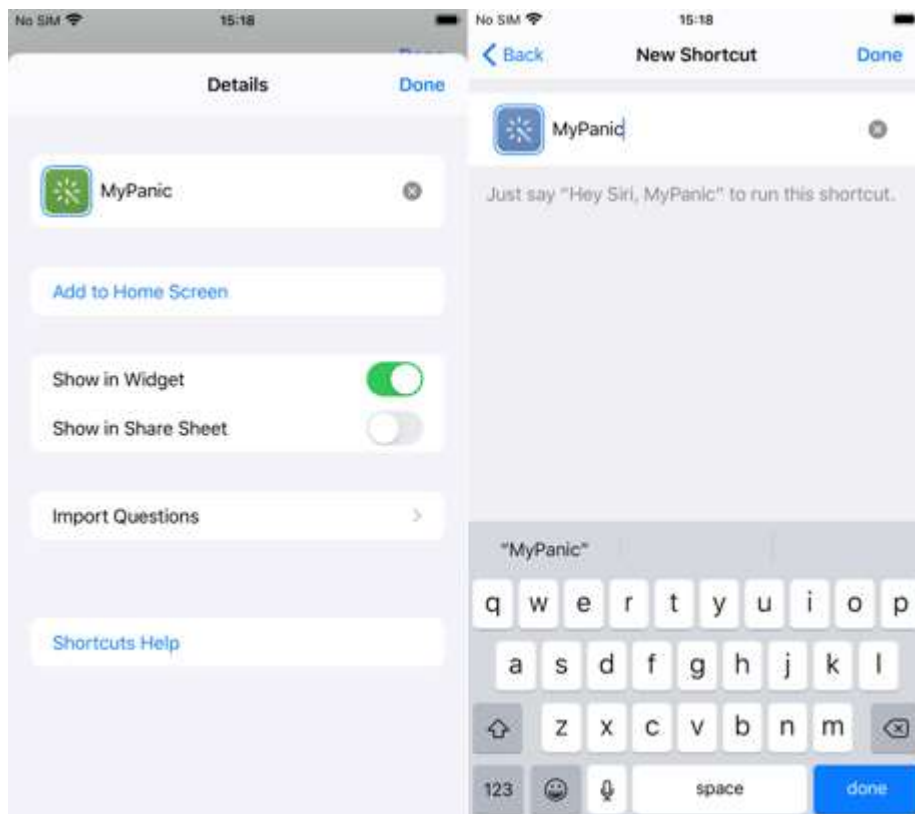 No SIM 15:18
Details Done
MyPanic
Add to Home Screen
Show in Widget
Show in Share Sheet
Import Questions
Shortcuts Help
No SIM 15:18
Back New Shortcut Done
MyPanic
Just say "Hey Siri, MyPanic" to run this shortcut.
"MyPanic"
q w e r t y u i o p
a s d f g h j k l
z x c v b n m
123 space done